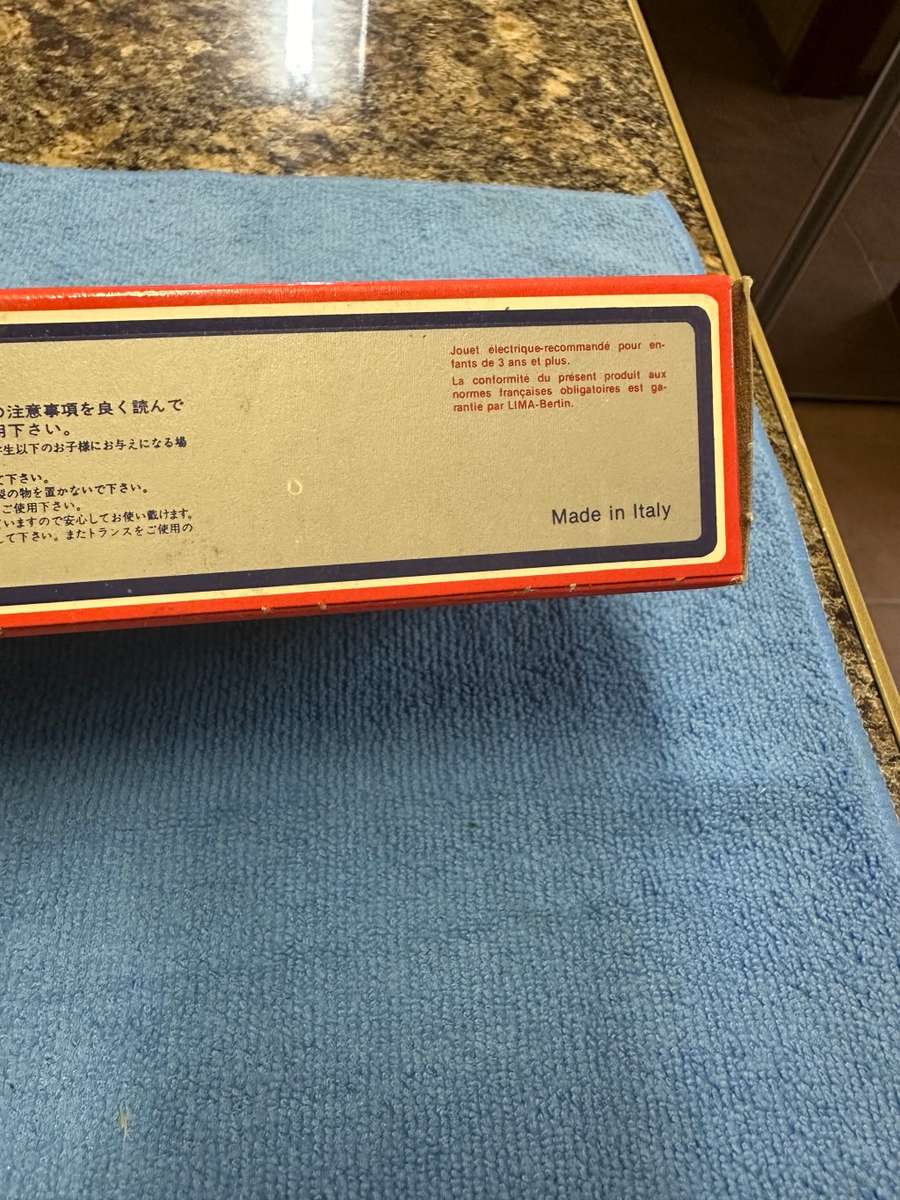 の注意事項を良く読んで
用下さい。
学生以下のお子様にお与えになる場
て下さい。
製の物を置かないで下さい。
ご使用下さい。
いますので安心してお使い戴けます。
して下さい。またトランスをご使用の
Jouet électrique-recommandé pour en-
fants de 3 ans et plus.
La conformité du présent produit aux
normes françaises obligatoires est ga-
rantie par LIMA-Bertin.
Made in Italy